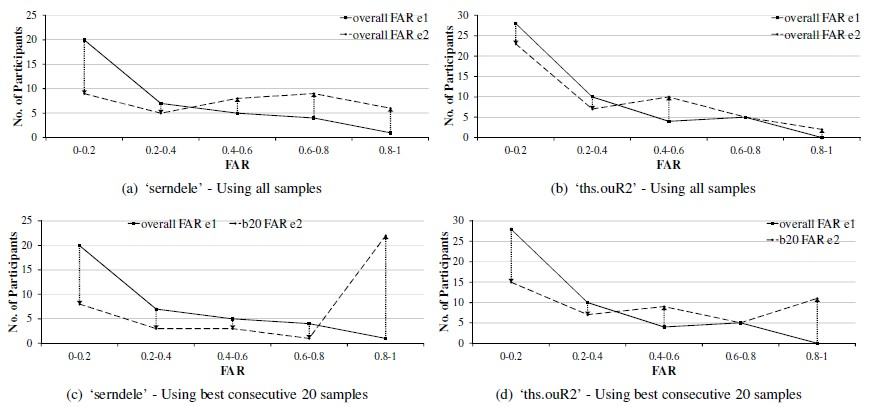 25
20
15
10
5
0
No. of Participants
overall FAR e1
overall FAR e2
0-0.2 0.2-0.4 0.4-0.6 0.6-0.8 0.8-1
FAR
(a) ‘serndele’ - Using all samples
30
25
20
15
10
5
0
No. of Participants
overall FAR e1
overall FAR e2
0-0.2 0.2-0.4 0.4-0.6 0.6-0.8 0.8-1
FAR
(b) ‘ths.ouR2’ - Using all samples
25
20
15
10
5
0
No. of Participants
overall FAR e1 b20 FAR e2
0-0.2 0.2-0.4 0.4-0.6 0.6-0.8 0.8-1
FAR
(c) ‘serndele’ - Using best consecutive 20 samples
30
25
20
15
10
5
0
No. of Participants
overall FAR e1
b20 FAR e2
0-0.2 0.2-0.4 0.4-0.6 0.6-0.8 0.8-1
FAR
(d) ‘ths.ouR2’ - Using best consecutive 20 samples